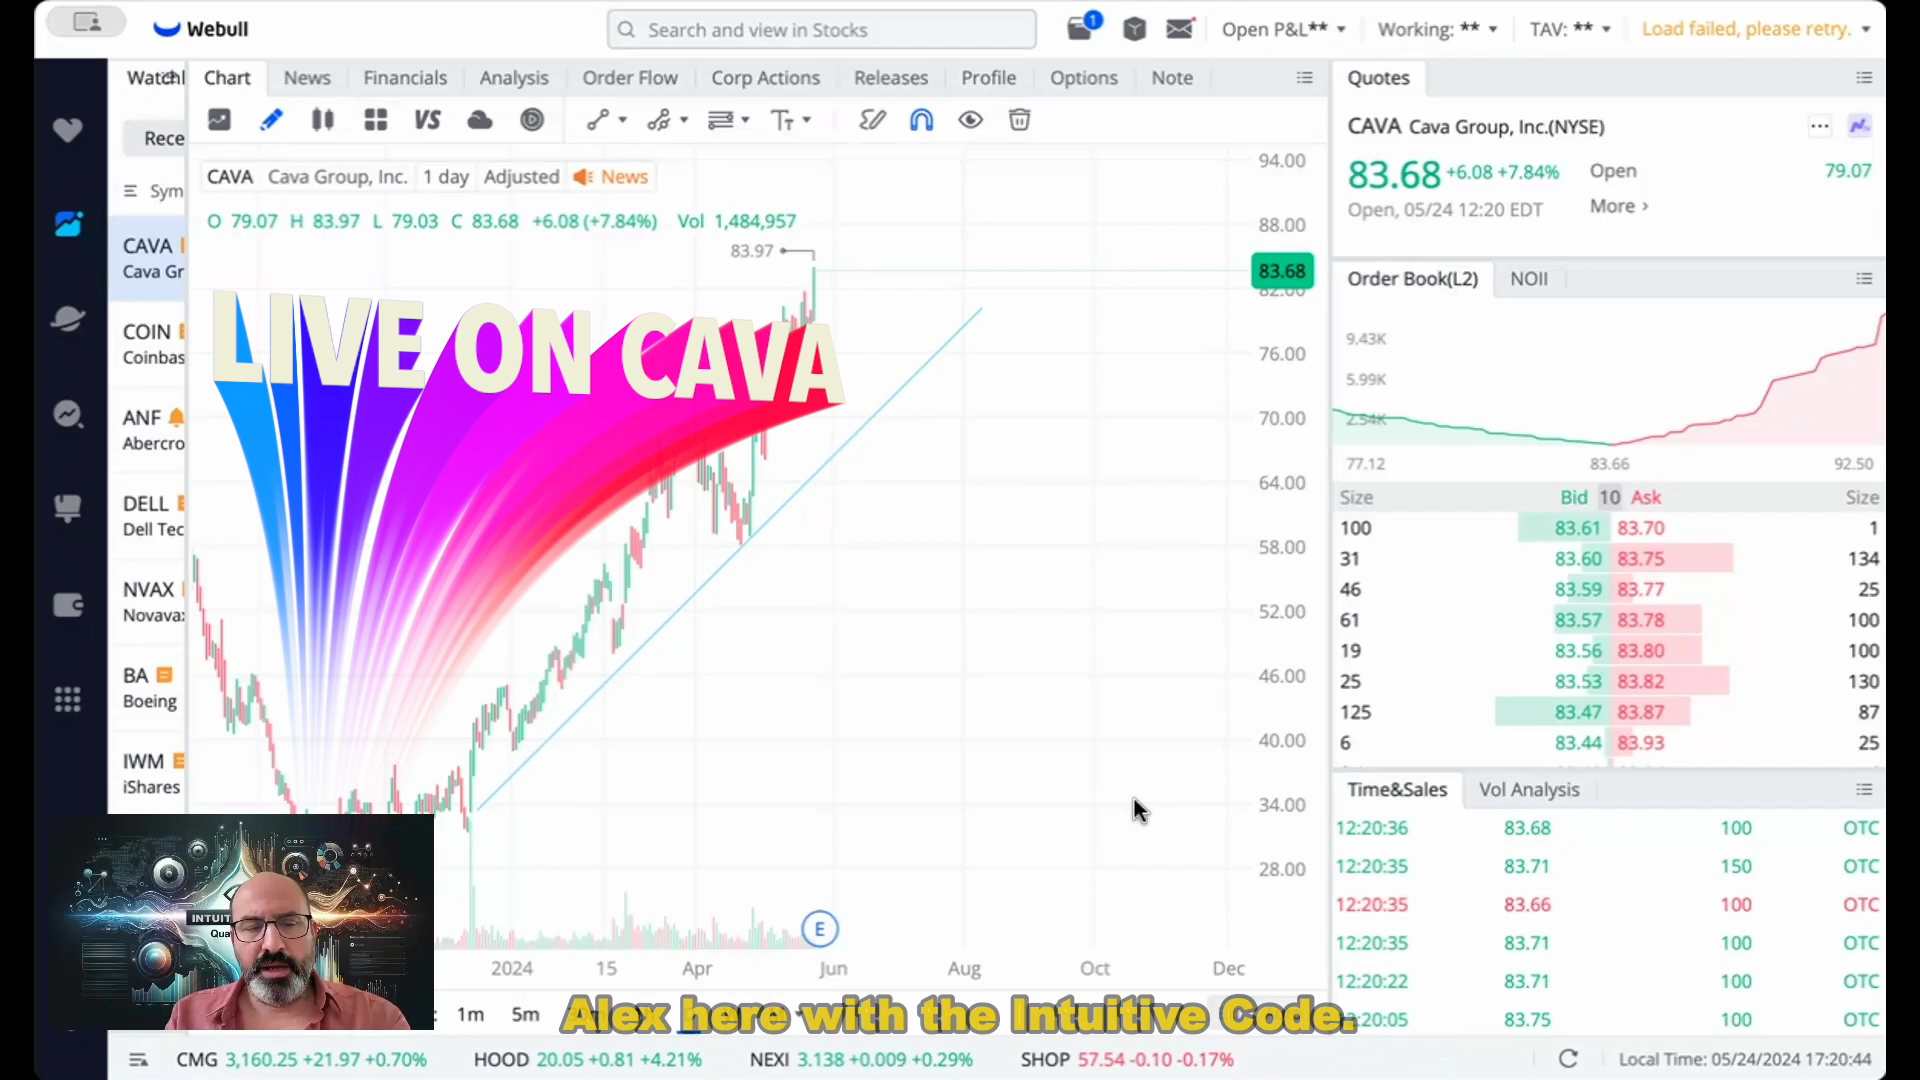 Webull
Search and view in Stocks
1
Open P&L**
Working: **
TAV: **
Load failed, please retry.
Chart
News
Financials
Analysis
Order Flow
Corp Actions
Releases
Profile
Options
Note
Quotes
VS
Rece
Sym
CAVA
Cava Gr
COIN
Coinbas
ANF
Abercro
DELL
Dell Tec
NVAX
Novavax
BA
Boeing
IWM
iShares
CAVA Cava Group, Inc. 1 day Adjusted News
O 79.07 H 83.97 L 79.03 C 83.68 +6.08 (+7.84%) Vol 1,484,957
83.97
LIVE ON CAVA
94.00
88.00
83.68
82.00
76.00
70.00
64.00
58.00
52.00
46.00
40.00
34.00
28.00
E
2024 15 Apr Jun Aug Oct Dec
1m 5m
CAVA Cava Group, Inc.(NYSE)
83.68 +6.08 +7.84%
Open 79.07
Open, 05/24 12:20 EDT
More >
Order Book(L2) NOII
9.43K
5.99K
2.54K
77.12 83.66 92.50
Size Bid 10 Ask Size
100 83.61 83.70 1
31 83.60 83.75 134
46 83.59 83.77 25
61 83.57 83.78 100
19 83.56 83.80 100
25 83.53 83.82 130
125 83.47 83.87 87
6 83.44 83.93 25
Time&Sales Vol Analysis
12:20:36 83.68 100 OTC
12:20:35 83.71 150 OTC
12:20:35 83.66 100 OTC
12:20:35 83.71 100 OTC
12:20:22 83.71 100 OTC
2:20:05 83.75 100 OTC
INTUIT
Qua
Alex here with the Intuitive Code.
CMG 3,160.25 +21.97 +0.70%
HOOD 20.05 +0.81 +4.21%
NEXI 3.138 +0.009 +0.29%
SHOP 57.54 -0.10 -0.17%
Local Time: 05/24/2024 17:20:44